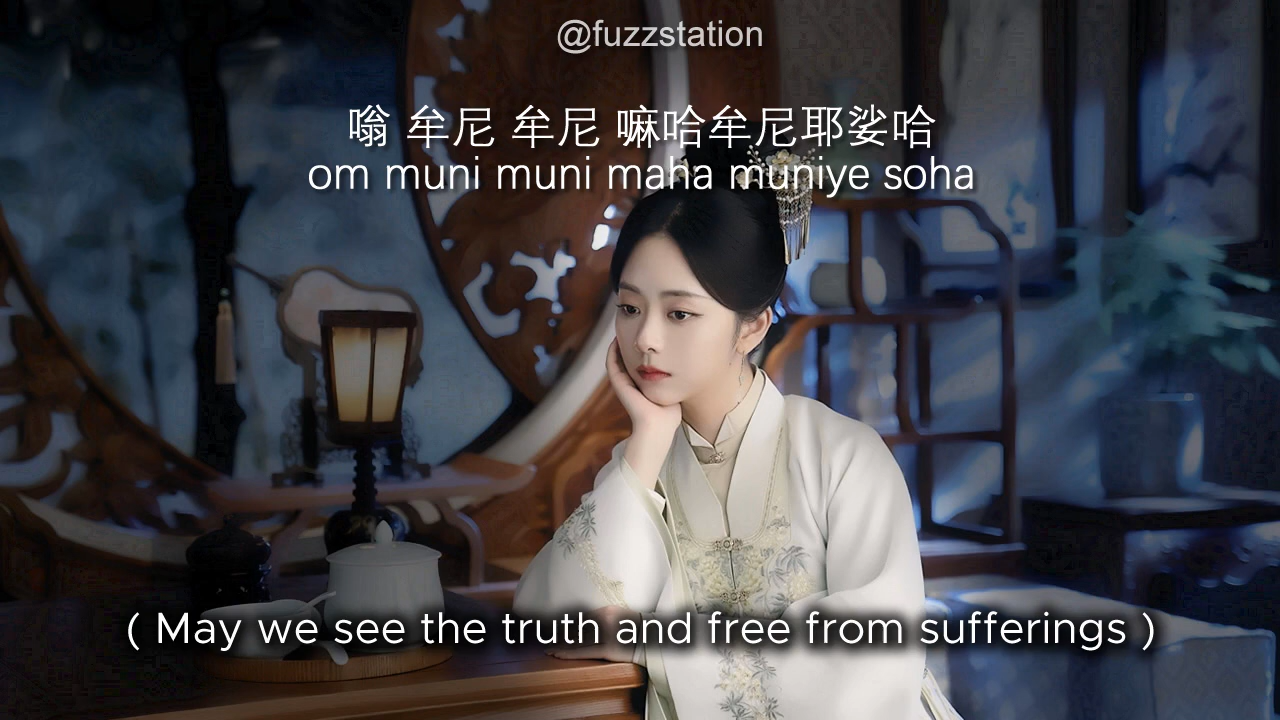 @fuzzstation
嗡 牟尼 牟尼 嘛哈牟尼耶娑哈
om muni muni maha muniye soha
( May we see the truth and free from sufferings )